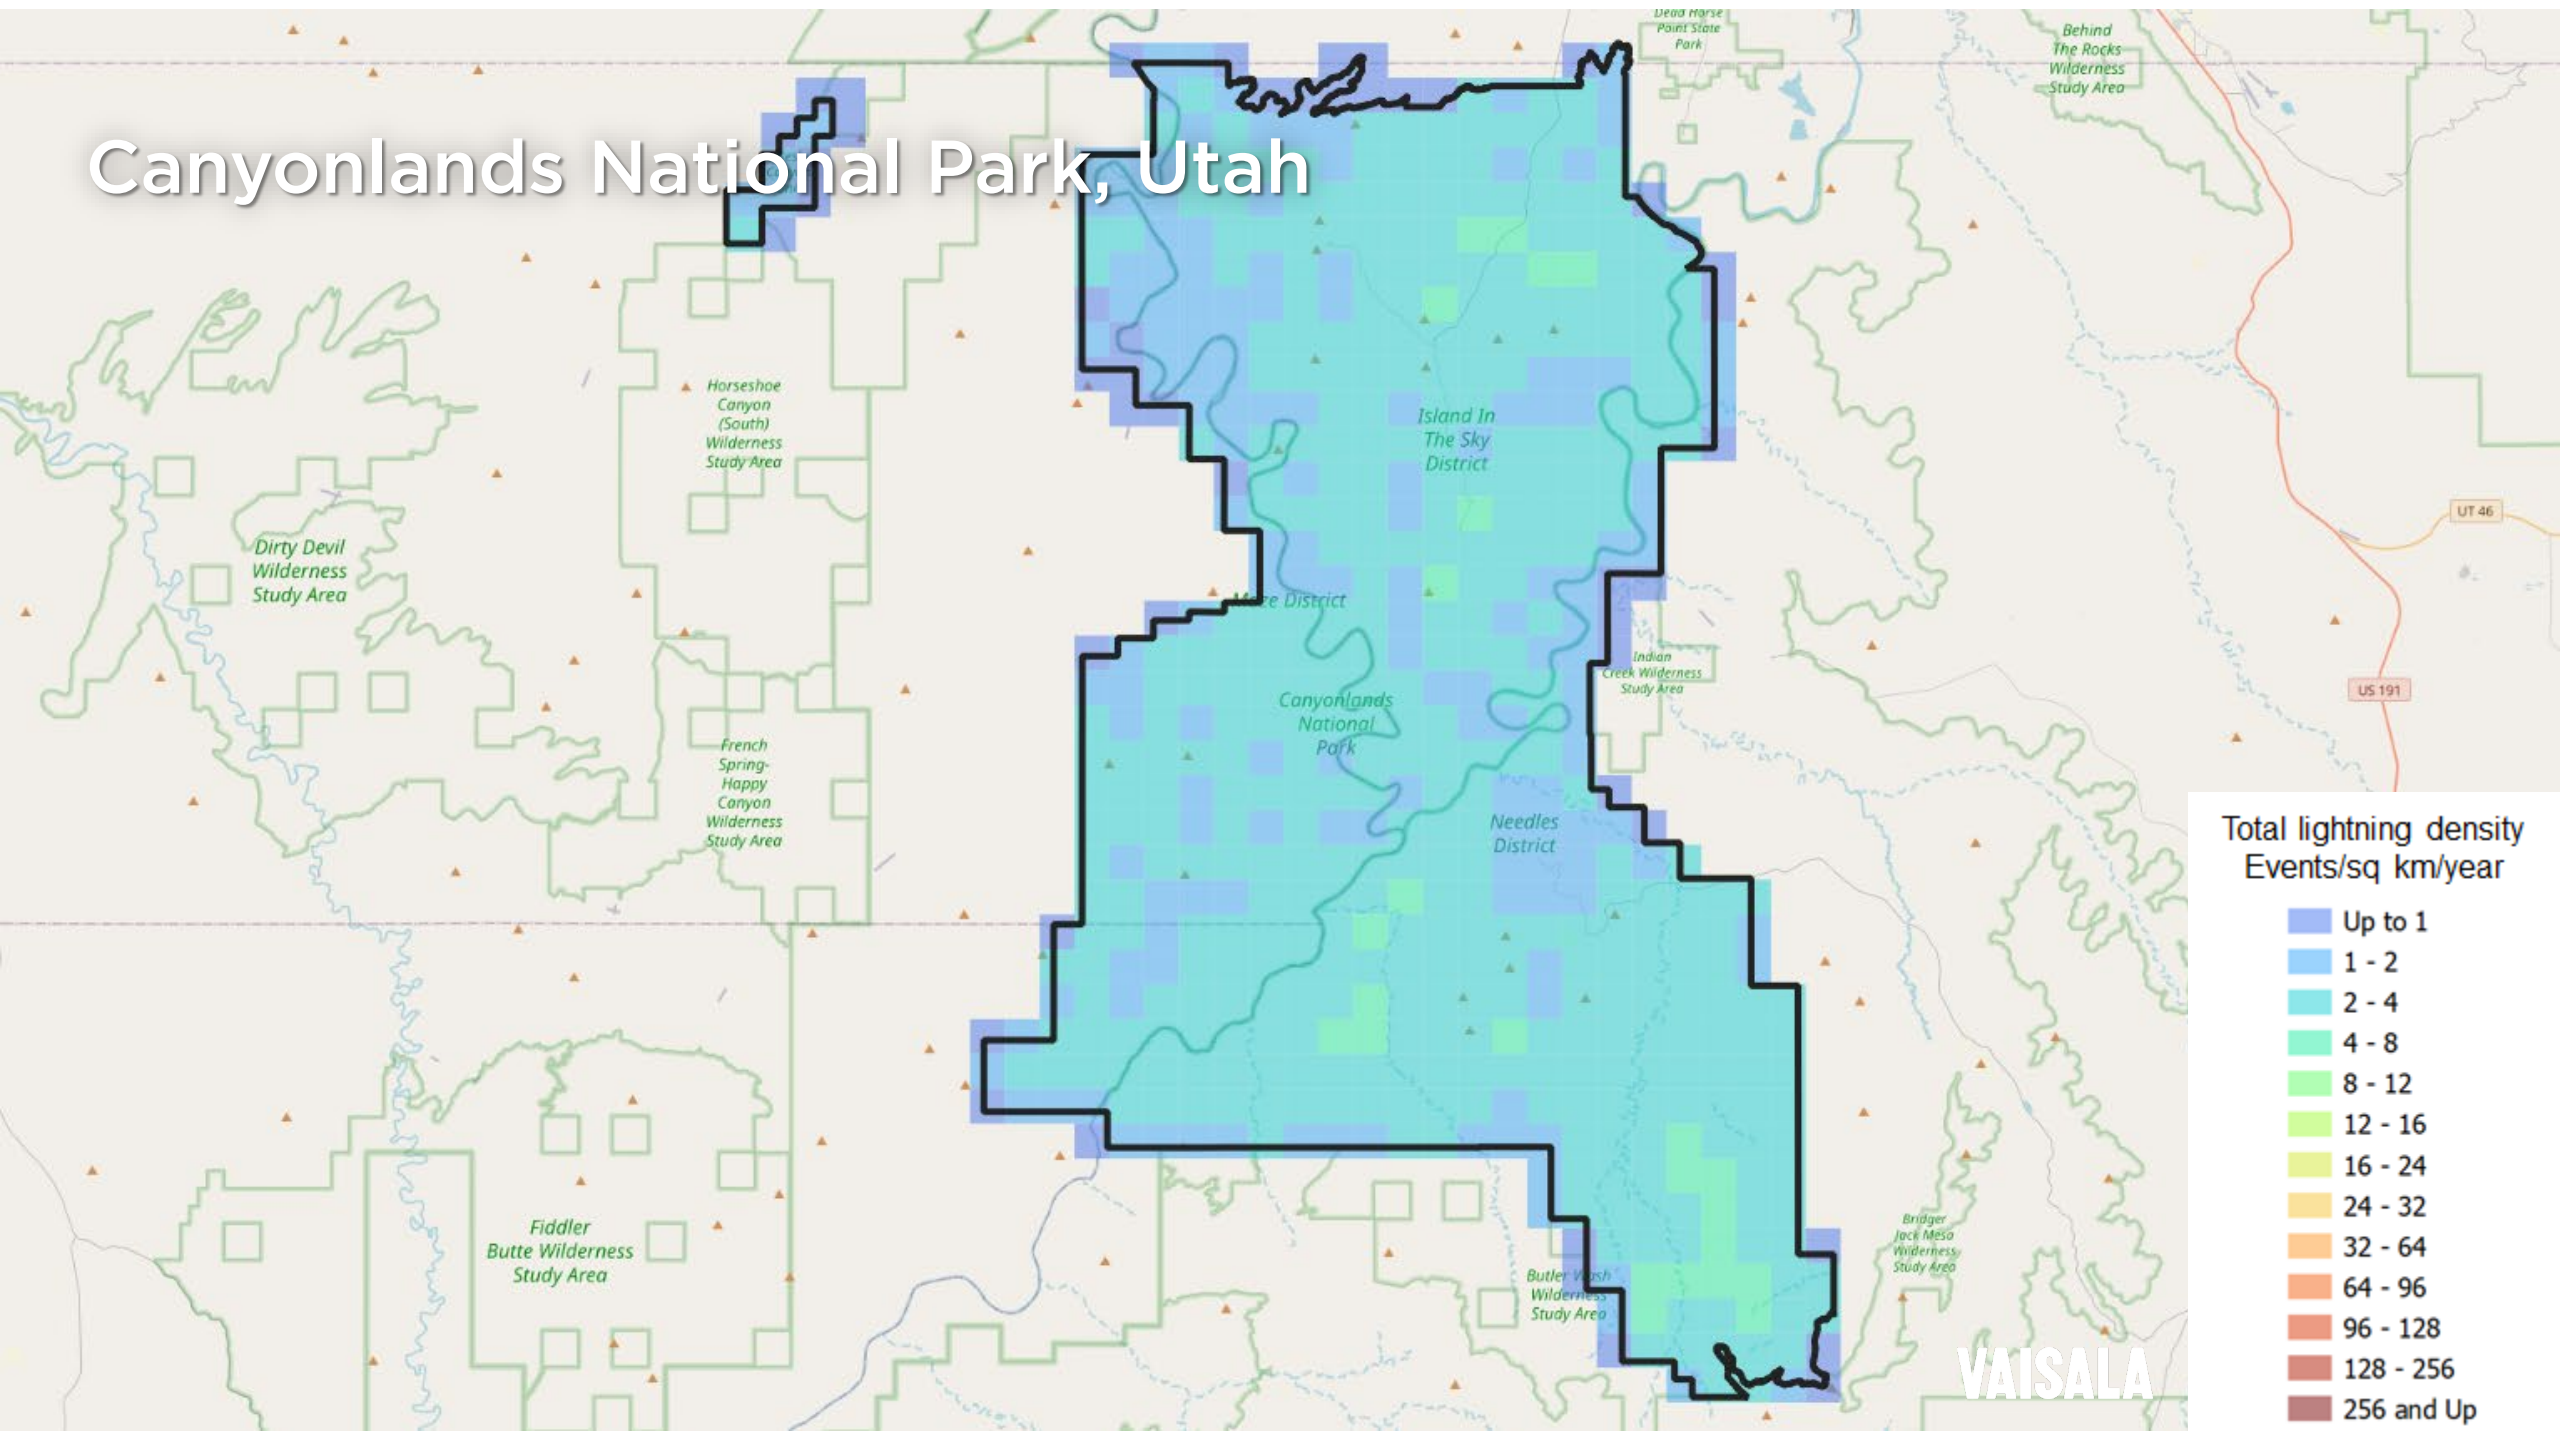 Dead Horse
Point State
Park
Behind
The Rocks
Wilderness
Study Area
Canyonlands National Park, Utah
Horseshoe
Canyon
(South)
Wilderness
Study Area
Island In
The Sky
District
UT 46
Dirty Devil
Wilderness
Study Area
Maze District
Indian
Creek Wilderness
Study Area
US 191
Canyonlands
National
Park
French
Spring-
Happy
Canyon
Wilderness
Study Area
Needles
District
Fiddler
Butte Wilderness
Study Area
Butler Wash
Wilderness
Study Area
Bridger
Jack Mesa
Wilderness
Study Area
VAISALA
Total lightning density
Events/sq km/year
Up to 1
1 - 2
2 - 4
4 - 8
8 - 12
12 - 16
16 - 24
24 - 32
32 - 64
64 - 96
96 - 128
128 - 256
256 and Up